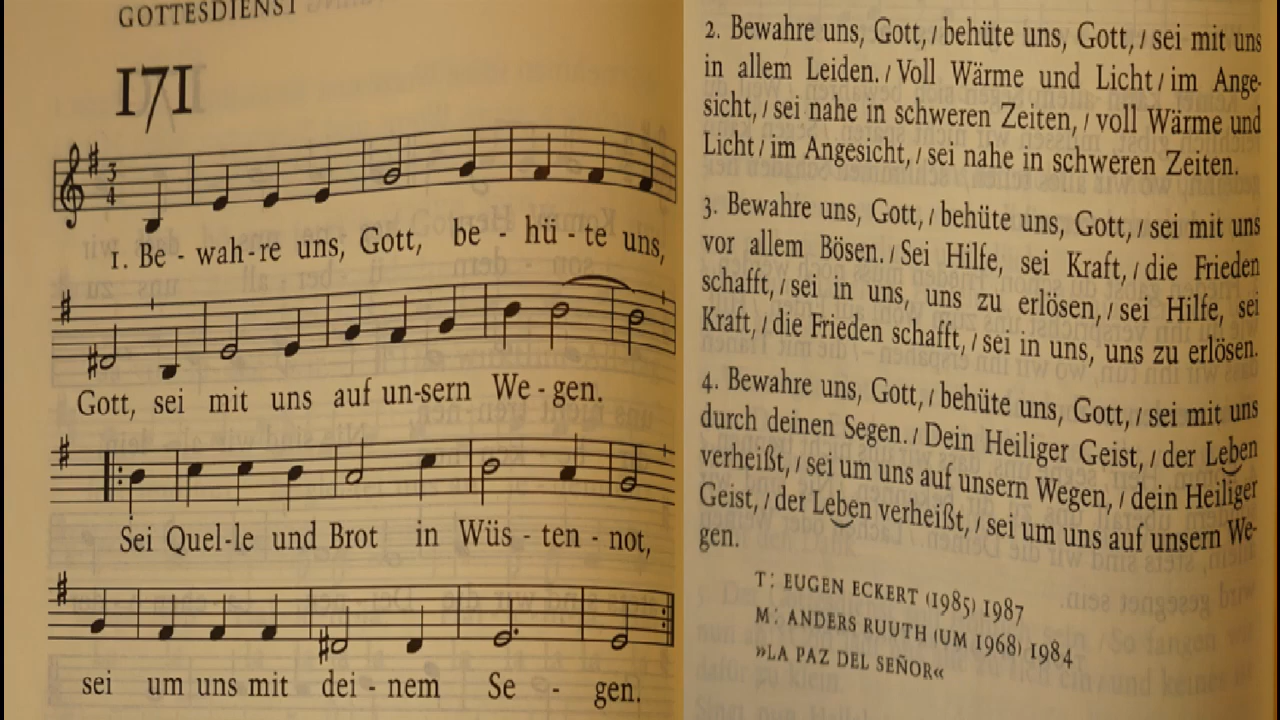 GOTTESDIENST
171
3
4
1. Be - wah-re uns, Gott, be - hü - te uns,
Gott, sei mit uns auf un-sern We - gen.
Sei Quel-le und Brot in Wüs - ten - not,
sei um uns mit dei - nem Se - gen.
2. Bewahre uns, Gott, / behüte uns, Gott, / sei mit uns
in allem Leiden. / Voll Wärme und Licht / im Ange-
sicht, / sei nahe in schweren Zeiten, / voll Wärme und
Licht / im Angesicht, / sei nahe in schweren Zeiten.
3. Bewahre uns, Gott, / behüte uns, Gott, / sei mit uns
vor allem Bösen. / Sei Hilfe, sei Kraft, / die Frieden
schafft, / sei in uns, uns zu erlösen, / sei Hilfe, sei
Kraft, / die Frieden schafft, / sei in uns, uns zu erlösen.
4. Bewahre uns, Gott, / behüte uns, Gott, / sei mit uns
durch deinen Segen. / Dein Heiliger Geist, / der Leben
verheißt, / sei um uns auf unsern Wegen, / dein Heiliger
Geist, / der Leben verheißt, / sei um uns auf unsern We-
gen.
T: EUGEN ECKERT (1985) 1987
M: ANDERS RUUTH (UM 1968) 1984
»LA PAZ DEL SEÑOR«